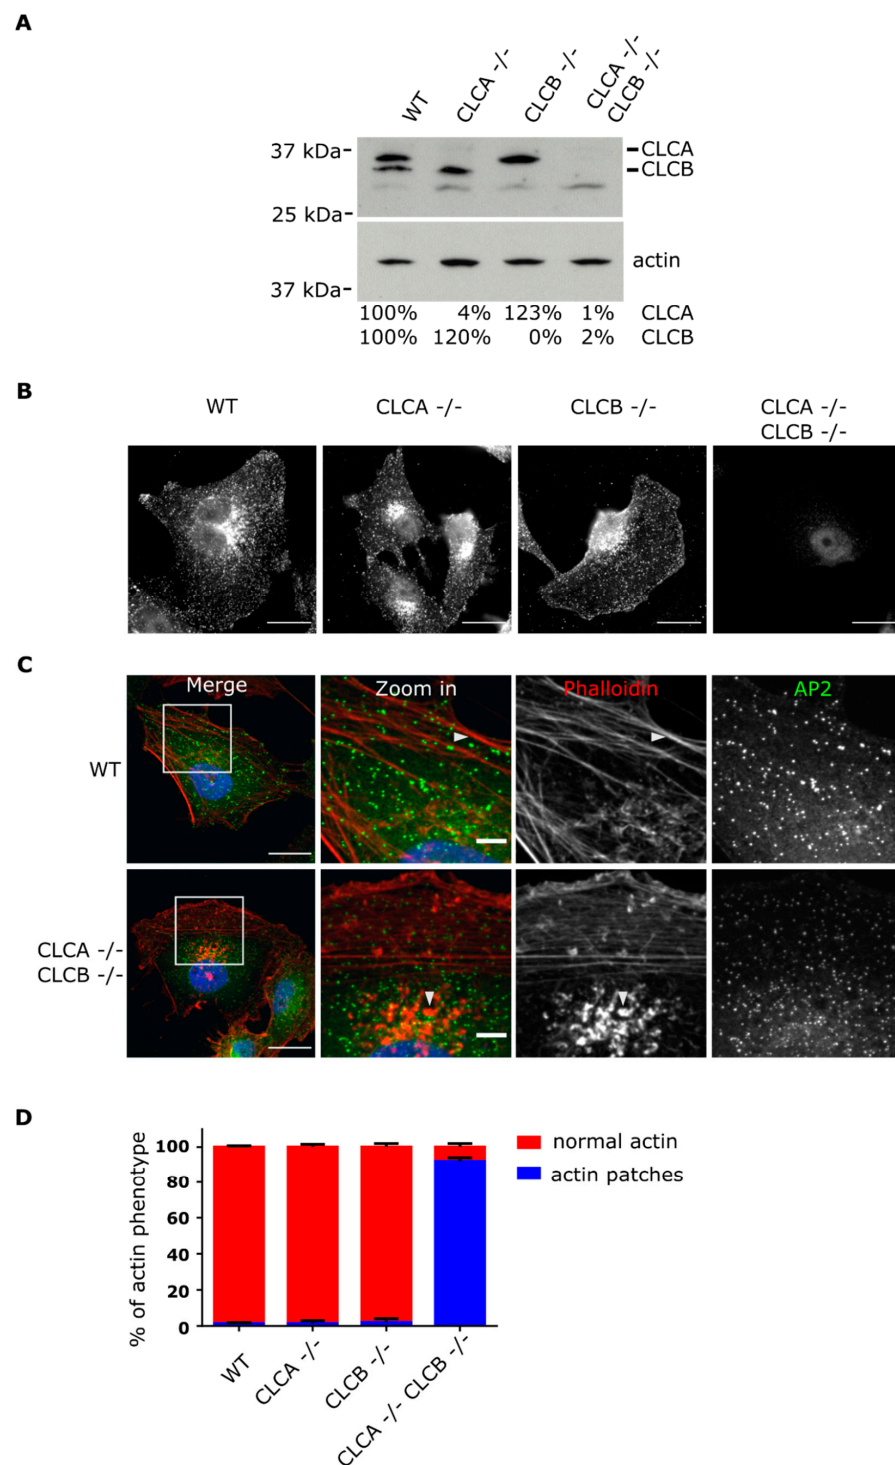 A
WT
CLCA -/-
CLCB -/-
CLCA -/-
CLCB -/-
37 kDa
CLCA
CLCB
25 kDa
actin
37 kDa
100% 4% 123% 1% CLCA
100% 120% 0% 2% CLCB
B
WT CLCA -/- CLCB -/- CLCA -/-
CLCB -/-
C
Merge Zoom in Phalloidin AP2
WT
CLCA -/-
CLCB -/-
D
% of actin phenotype
100
80
60
40
20
0
normal actin
actin patches
WT
CLCA -/-
CLCB -/-
CLCA -/- CLCB -/-